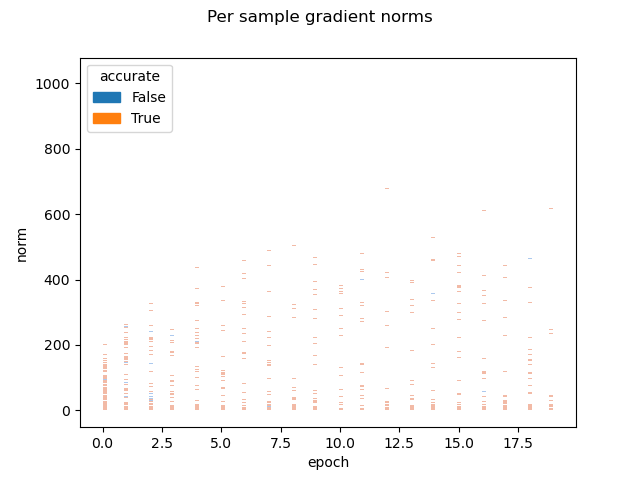 Per sample gradient norms
accurate
False
True
1000
800
600
400
200
0
norm
0.0 2.5 5.0 7.5 10.0 12.5 15.0 17.5
epoch